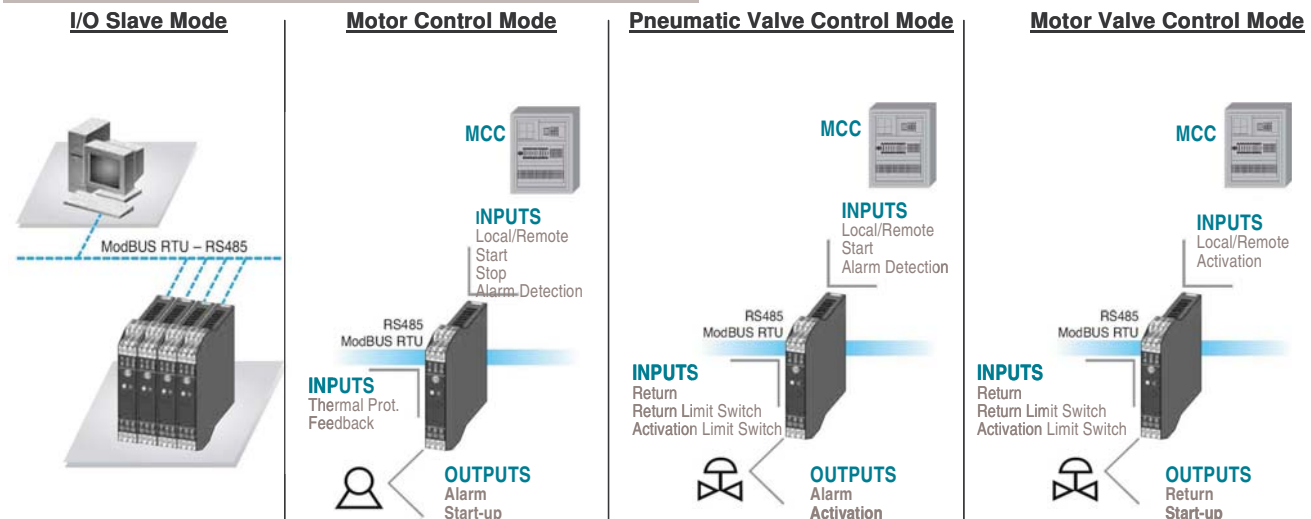 I/O Slave Mode
ModBUS RTU – RS485
Motor Control Mode
MCC
INPUTS
Local/Remote
Start
Stop
Alarm Detection
RS485
ModBUS RTU
INPUTS
Thermal Prot.
Feedback
OUTPUTS
Alarm
Start-up
Pneumatic Valve Control Mode
MCC
INPUTS
Local/Remote
Start
Alarm Detection
RS485
ModBUS RTU
INPUTS
Return
Return Limit Switch
Activation Limit Switch
OUTPUTS
Alarm
Activation
Motor Valve Control Mode
MCC
INPUTS
Local/Remote
Activation
RS485
ModBUS RTU
INPUTS
Return
Return Limit Switch
Activation Limit Switch
OUTPUTS
Return
Start-up